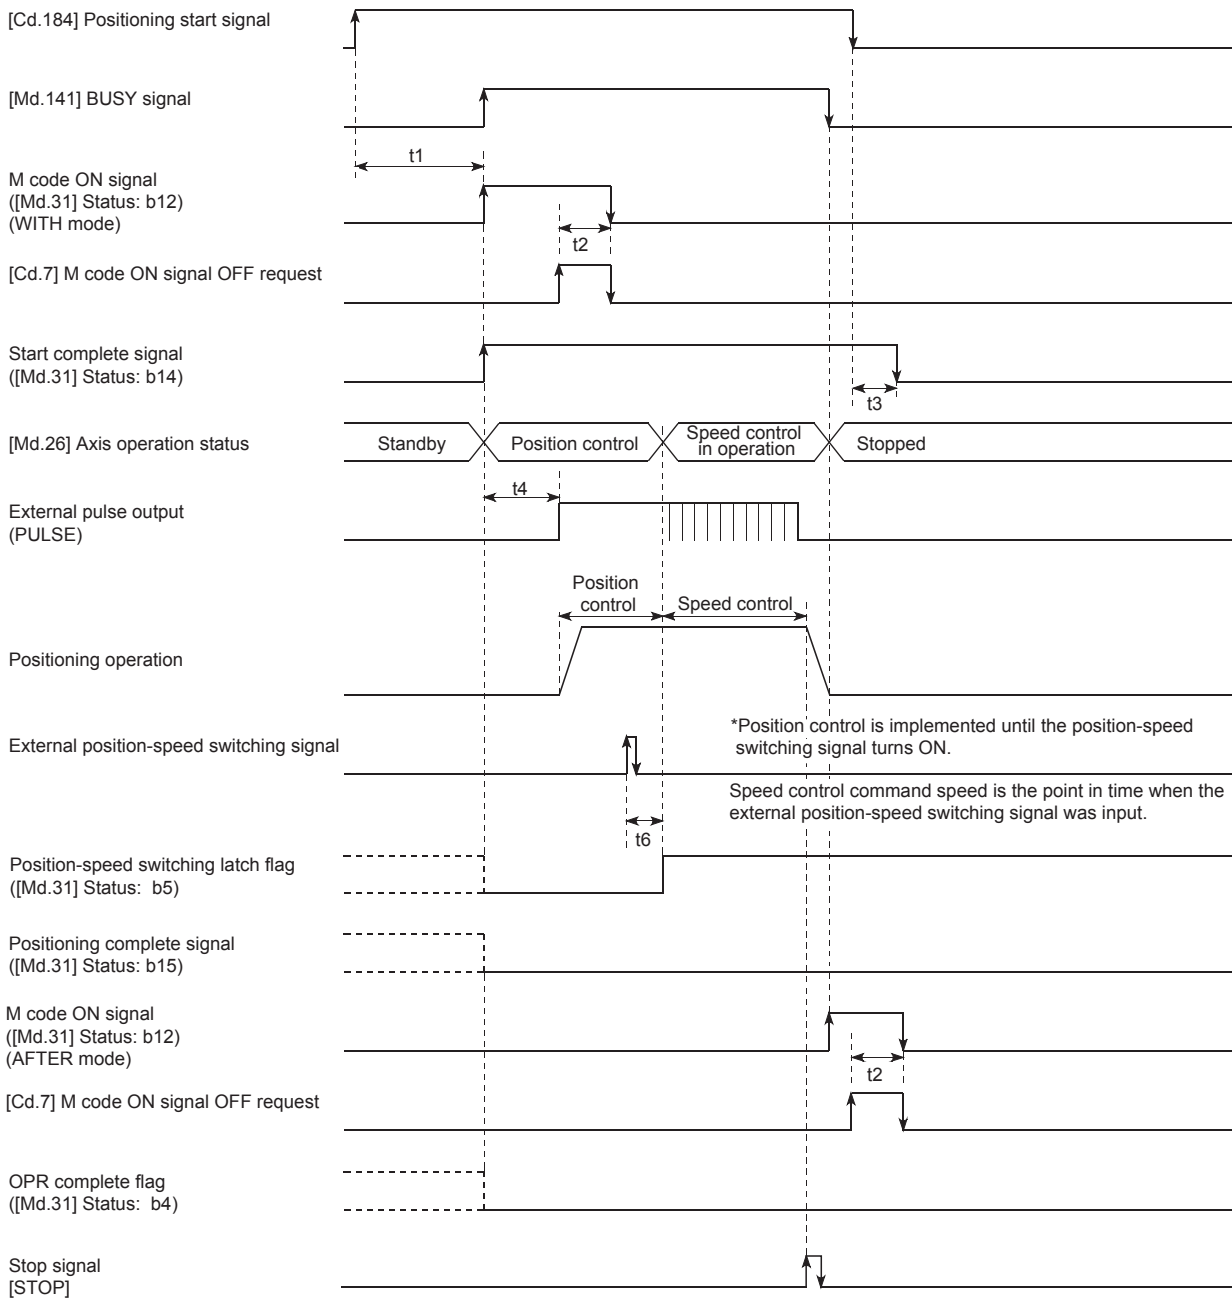 [Cd.184] Positioning start signal
[Md.141] BUSY signal
t1
M code ON signal
([Md.31] Status: b12)
(WITH mode)
t2
[Cd.7] M code ON signal OFF request
Start complete signal
([Md.31] Status: b14)
t3
[Md.26] Axis operation status
Standby
Position control
Speed control
in operation
Stopped
t4
External pulse output
(PULSE)
Position
control
Speed control
Positioning operation
*Position control is implemented until the position-speed
switching signal turns ON.
External position-speed switching signal
Speed control command speed is the point in time when the
external position-speed switching signal was input.
t6
Position-speed switching latch flag
([Md.31] Status: b5)
Positioning complete signal
([Md.31] Status: b15)
M code ON signal
([Md.31] Status: b12)
(AFTER mode)
t2
[Cd.7] M code ON signal OFF request
OPR complete flag
([Md.31] Status: b4)
Stop signal
[STOP]